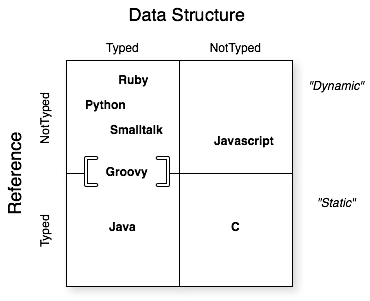 Data Structure
Typed
NotTyped
Reference
NotTyped
Typed
Ruby
Python
Smalltalk
Javascript
Groovy
Java
C
"Dynamic"
"Static"